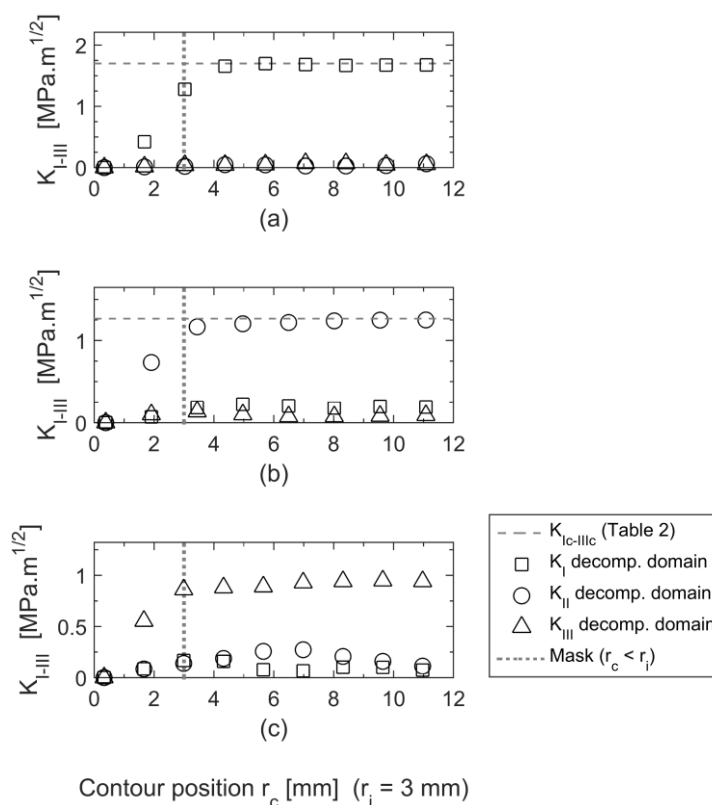 2
1
0
K_I-III [MPa.m^1/2]
0 2 4 6 8 10 12
(a)
1
0
K_I-III [MPa.m^1/2]
0 2 4 6 8 10 12
(b)
1
0.5
0
K_I-III [MPa.m^1/2]
0 2 4 6 8 10 12
(c)
K_Ic-IIIc (Table 2)
K_I decomp. domain
K_II decomp. domain
K_III decomp. domain
Mask (r_c < r_i)
Contour position r_c [mm] (r_i = 3 mm)